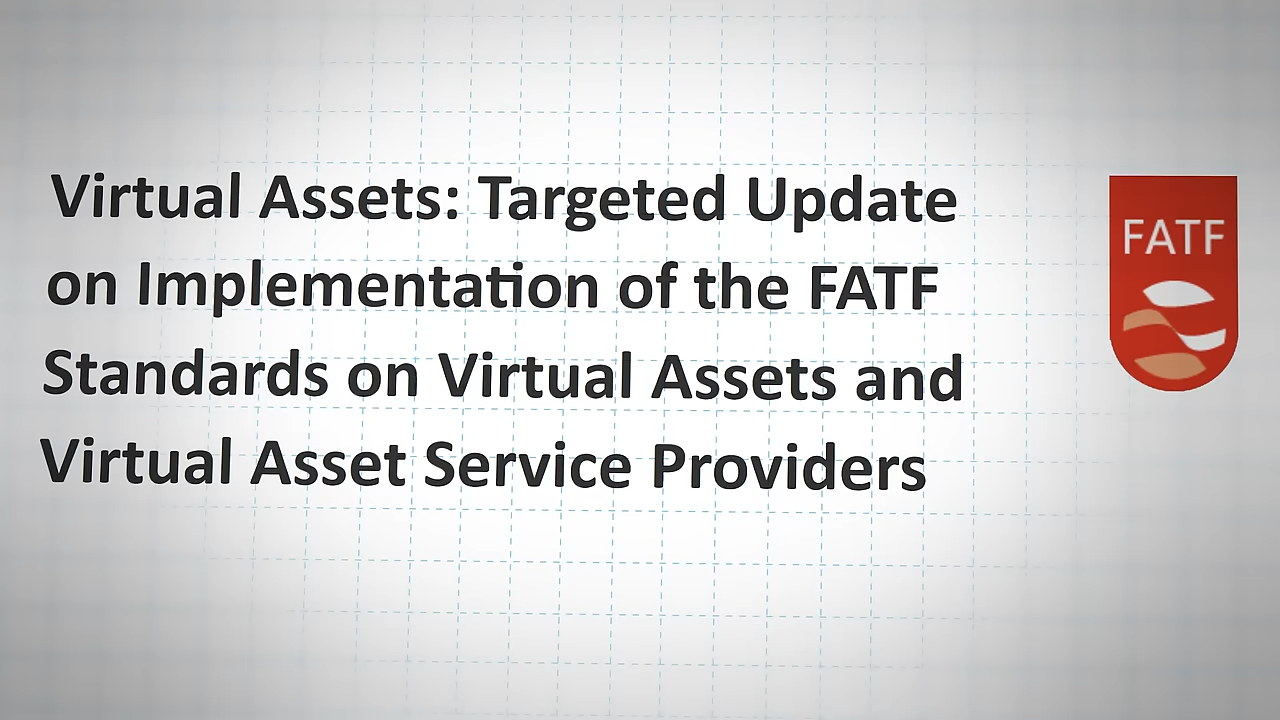 Virtual Assets: Targeted Update
on Implementation of the FATF
Standards on Virtual Assets and
Virtual Asset Service Providers
FATF